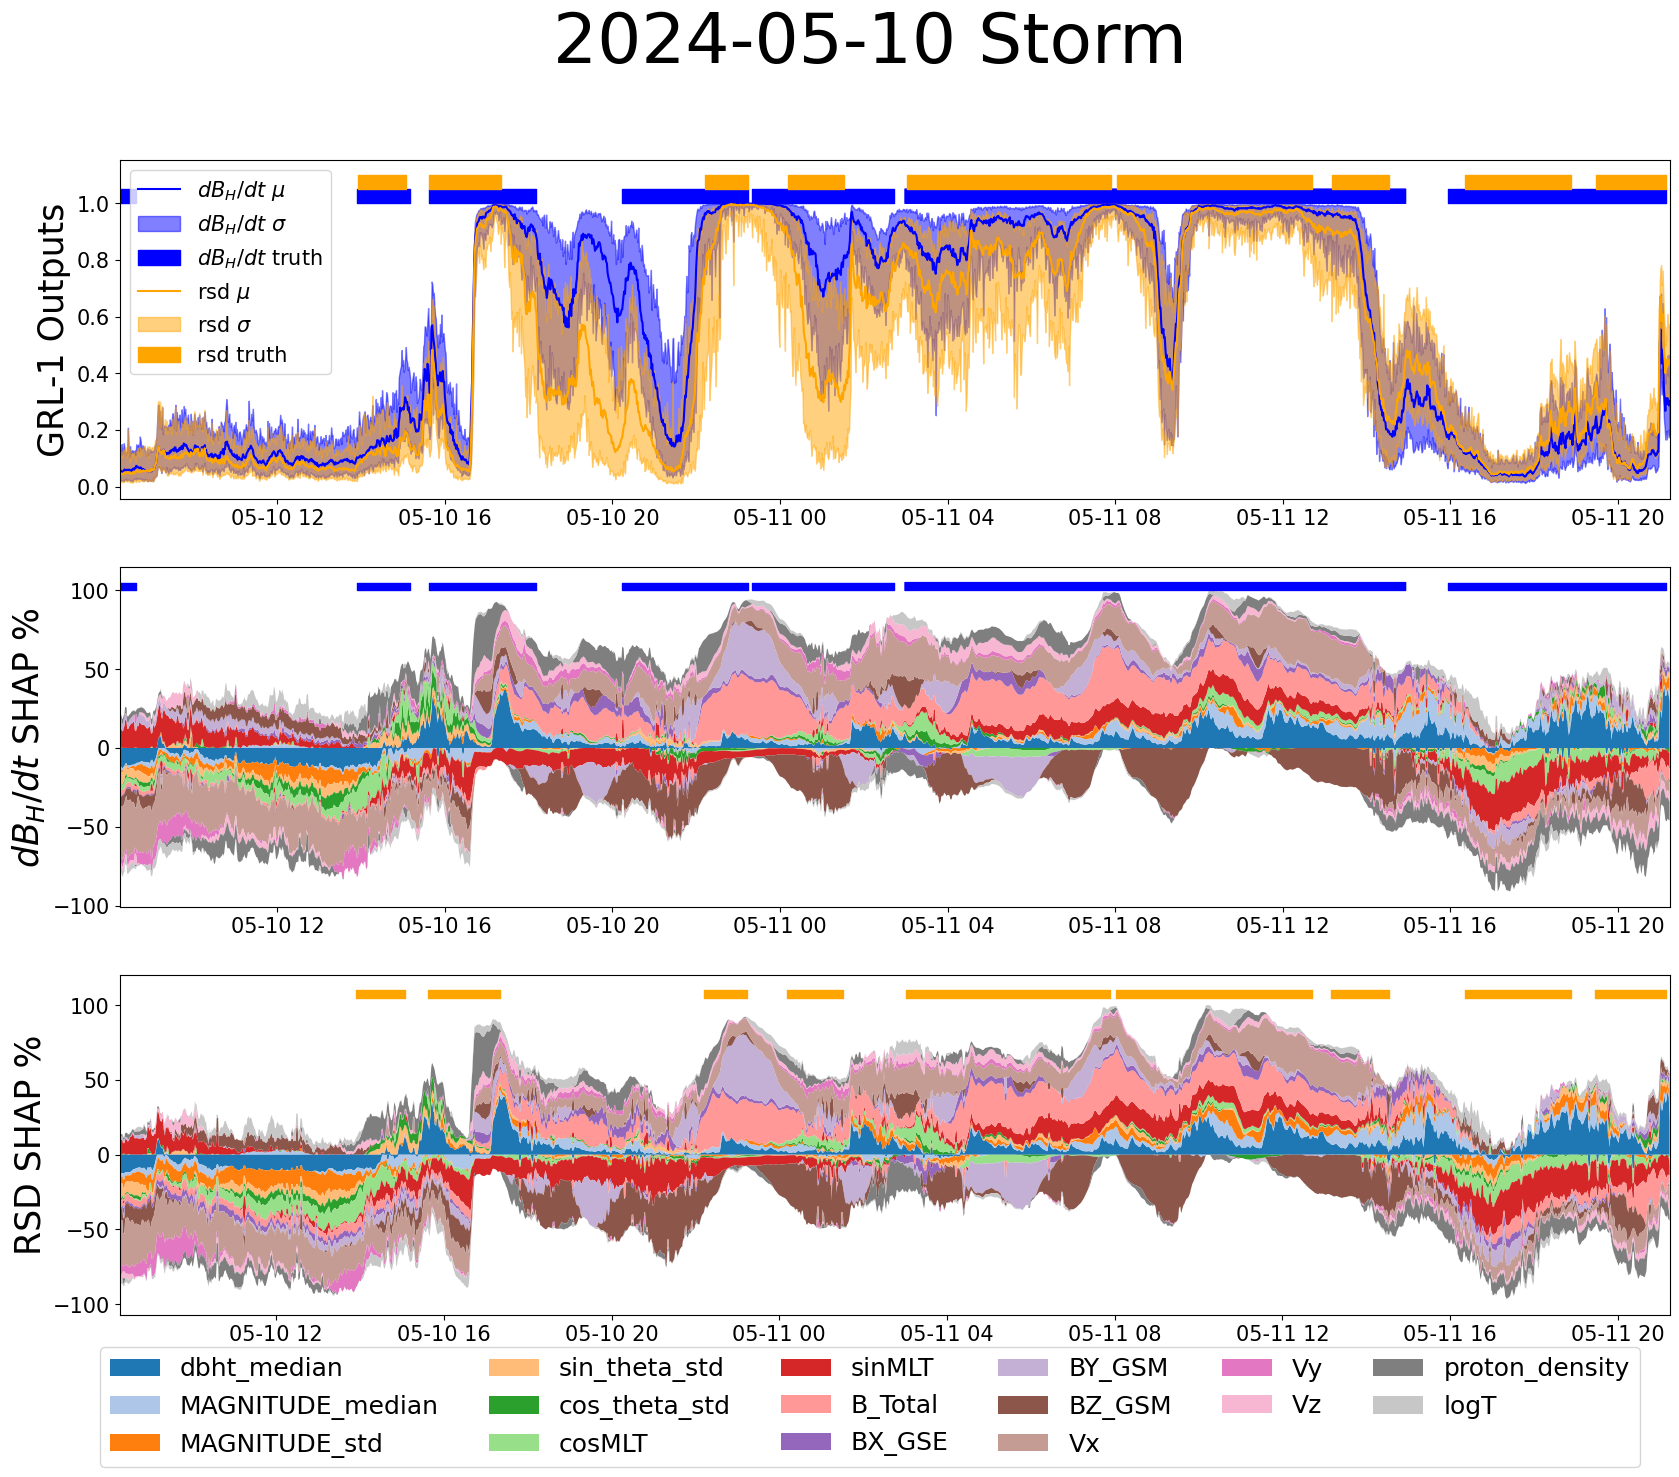 2024-05-10 Storm
GRL-1 Outputs
1.0
0.8
0.6
0.4
0.2
0.0
dB_H/dt μ
dB_H/dt σ
dB_H/dt truth
rsd μ
rsd σ
rsd truth
05-10 12 05-10 16 05-10 20 05-11 00 05-11 04 05-11 08 05-11 12 05-11 16 05-11 20
dB_H/dt SHAP %
100
50
0
−50
−100
05-10 12 05-10 16 05-10 20 05-11 00 05-11 04 05-11 08 05-11 12 05-11 16 05-11 20
RSD SHAP %
100
50
0
−50
−100
05-10 12 05-10 16 05-10 20 05-11 00 05-11 04 05-11 08 05-11 12 05-11 16 05-11 20
dbht_median sin_theta_std sinMLT BY_GSM Vy proton_density
MAGNITUDE_median cos_theta_std B_Total BZ_GSM Vz logT
MAGNITUDE_std cosMLT BX_GSE Vx